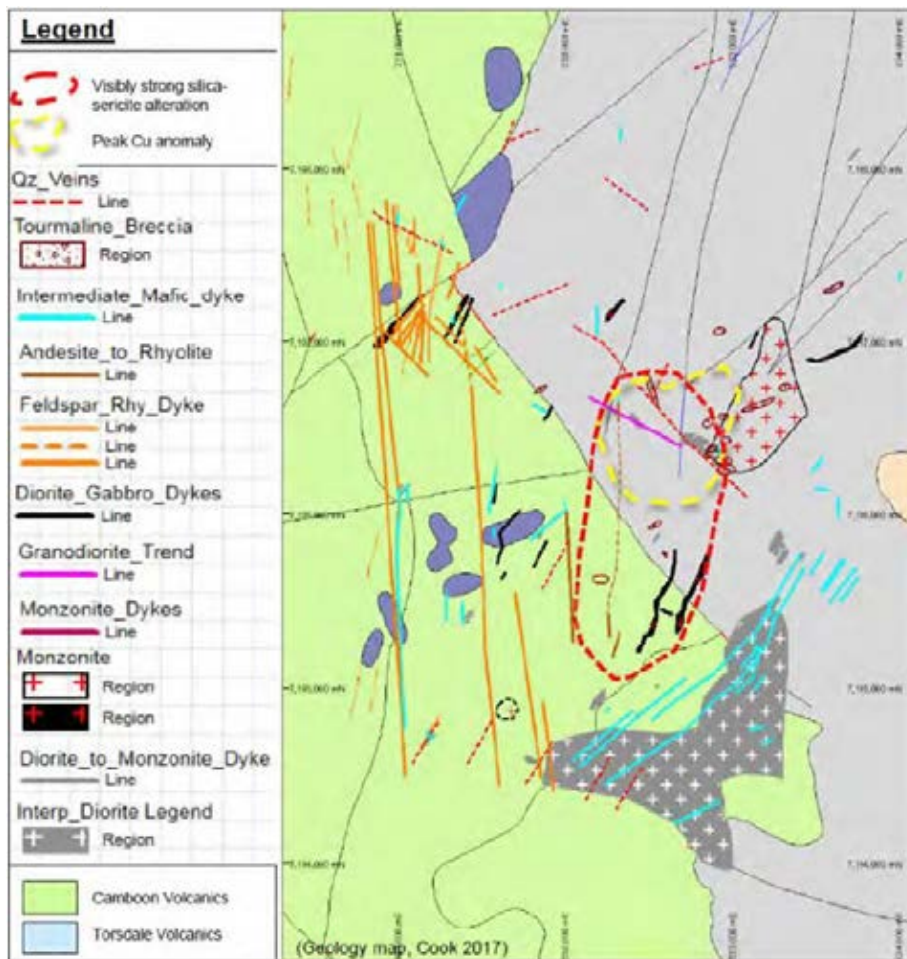 Legend
Visibly strong silica-
sericite alteration
Peak Cu anomaly
Qz_Veins
Line
Tourmaline_Breccia
Region
Intermediate_Mafic_dyke
Line
Andesite_to_Rhyolite
Line
Feldspar_Rhy_Dyke
Line
Line
Line
Diorite_Gabbro_Dykes
Line
Granodiorite_Trend
Line
Monzonite_Dykes
Line
Monzonite
Region
Region
Diorite_to_Monzonite_Dyke
Line
Interp_Diorite Legend
Region
Camboon Volcanics
Torsdale Volcanics
(Geology map, Cook 2017)